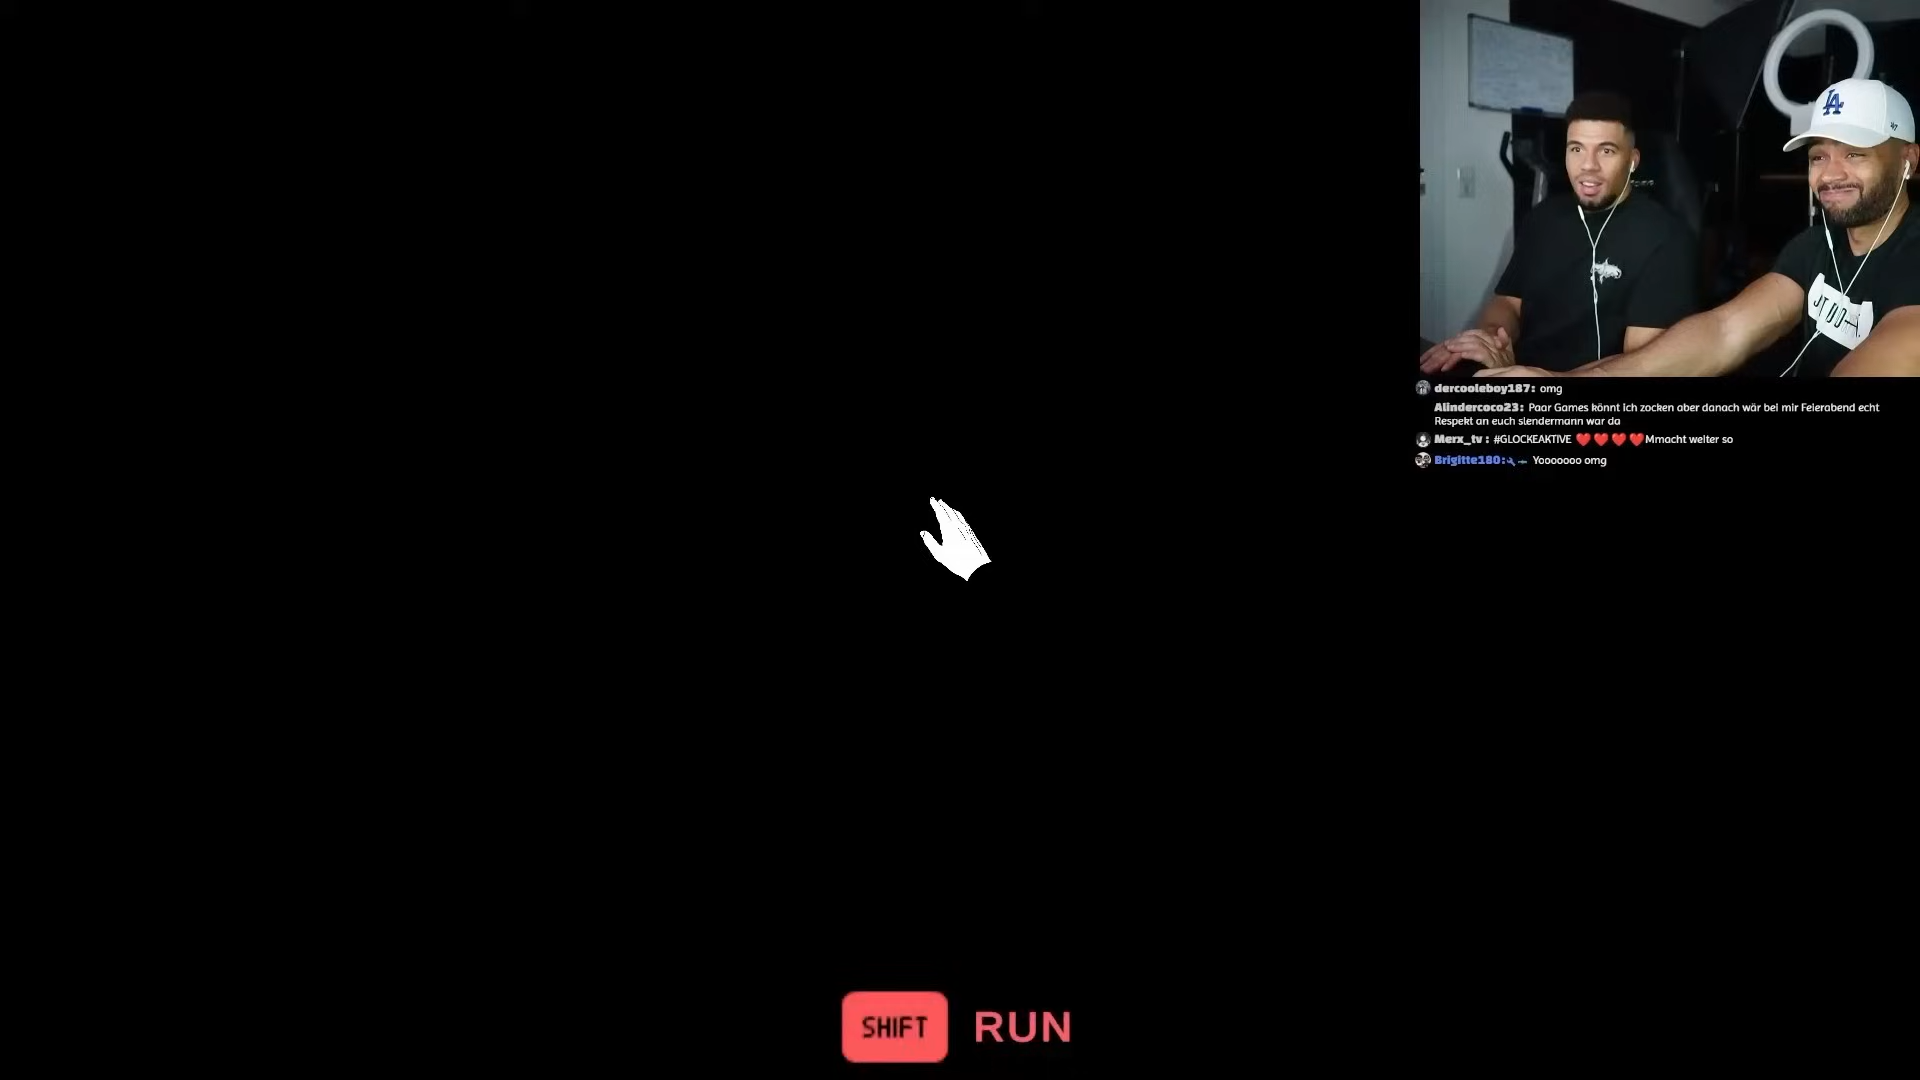 LA
dercooleboy187: omg
Alindercoco23: Paar Games könnt ich zocken aber danach wär bei mir Feierabend echt
Respekt an euch slendermann war da
Merx_tv : #GLOCKEAKTIVE ❤️❤️❤️❤️Mmacht weiter so
Brigitte180: Yooooooo omg
SHIFT RUN